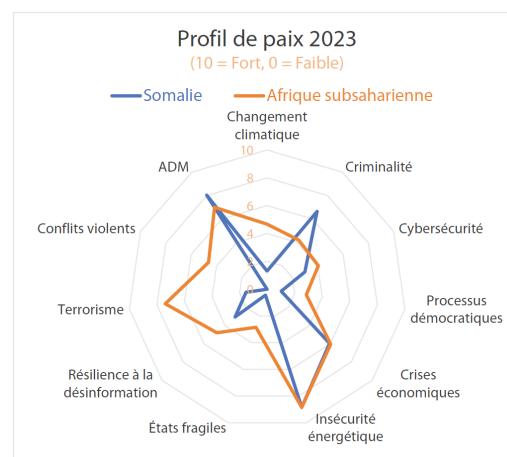 Profil de paix 2023
(10 = Fort, 0 = Faible)
Somalie
Afrique subsaharienne
Changement
climatique
10
8
6
4
2
0
ADM
Criminalité
Conflits violents
Cybersécurité
Terrorisme
Processus
démocratiques
Résilience à la
désinformation
Crises
économiques
États fragiles
Insécurité
énergétique